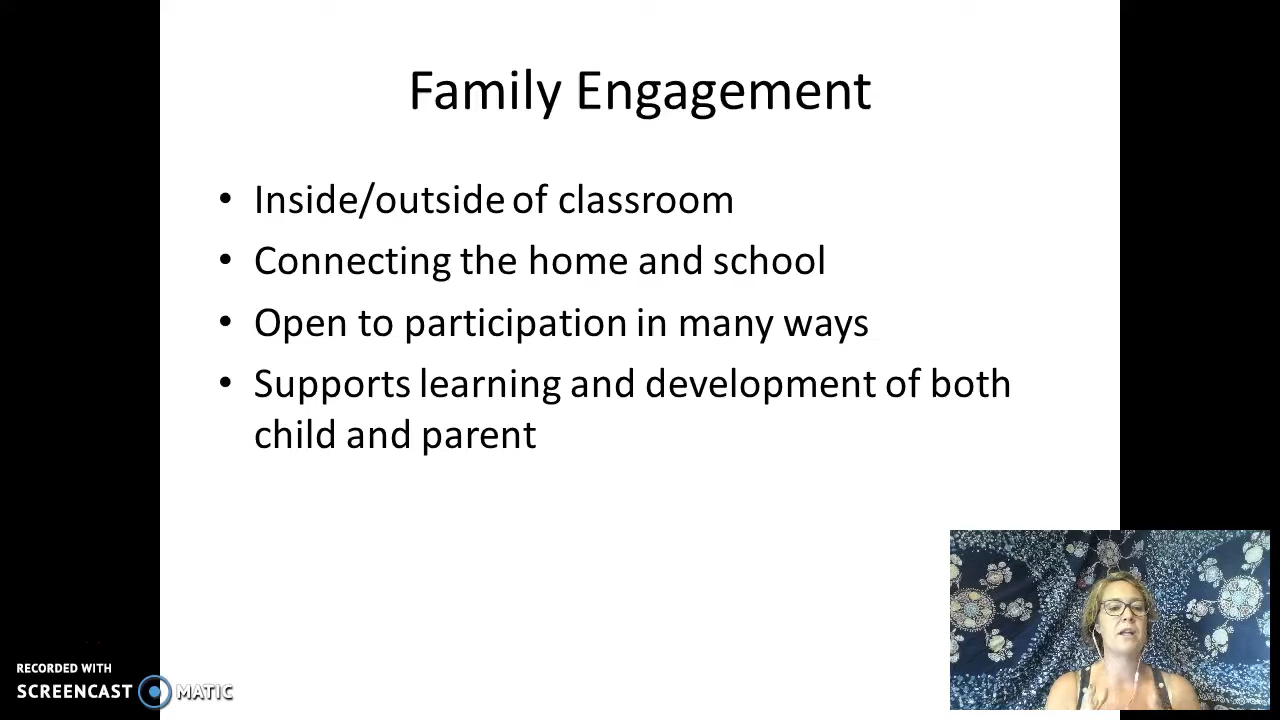 Family Engagement
• Inside/outside of classroom
• Connecting the home and school
• Open to participation in many ways
• Supports learning and development of both
child and parent
RECORDED WITH
SCREENCAST MATIC